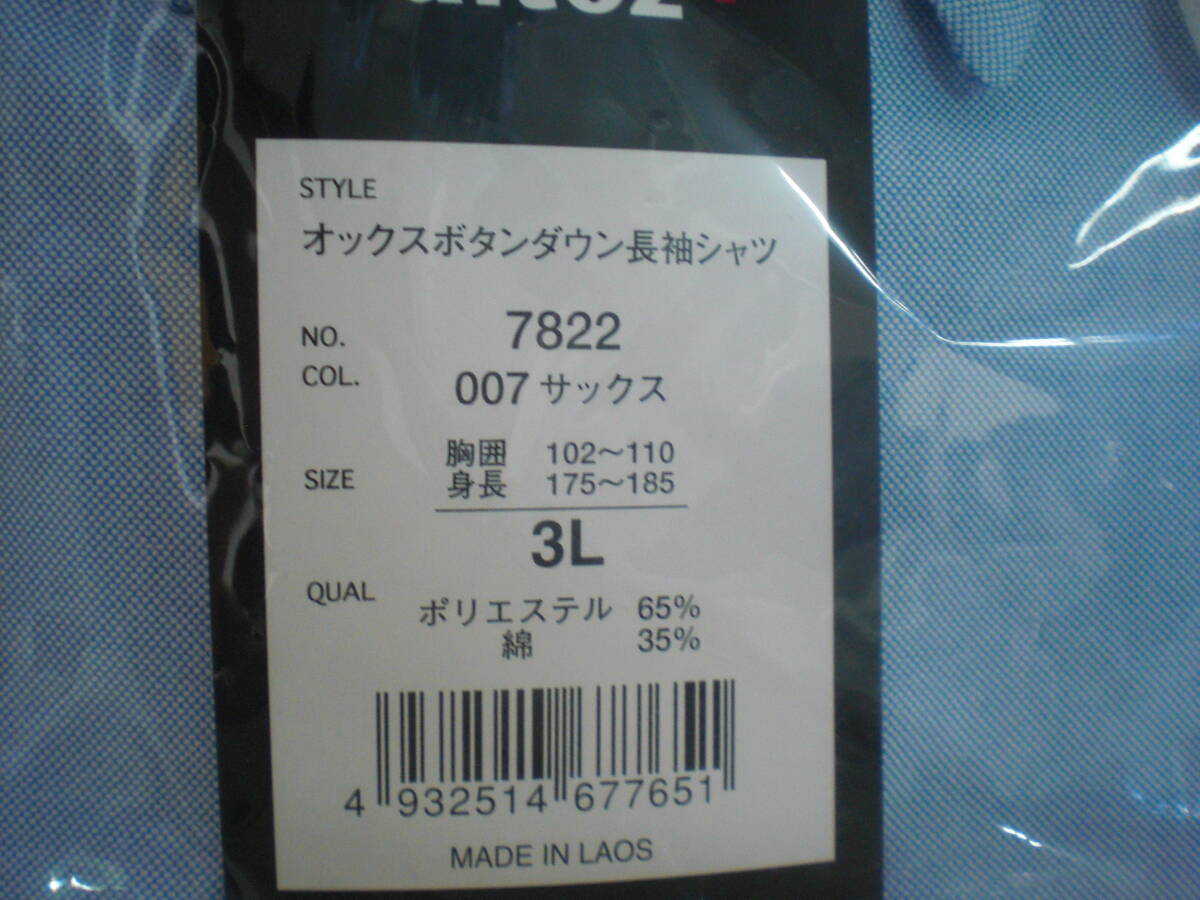 STYLE
オックスボタンダウン長袖シャツ
NO. 7822
COL. 007 サックス
胸囲 102～110
SIZE 身長 175～185
3L
QUAL ポリエステル 65%
綿 35%
4 932514 677651
MADE IN LAOS